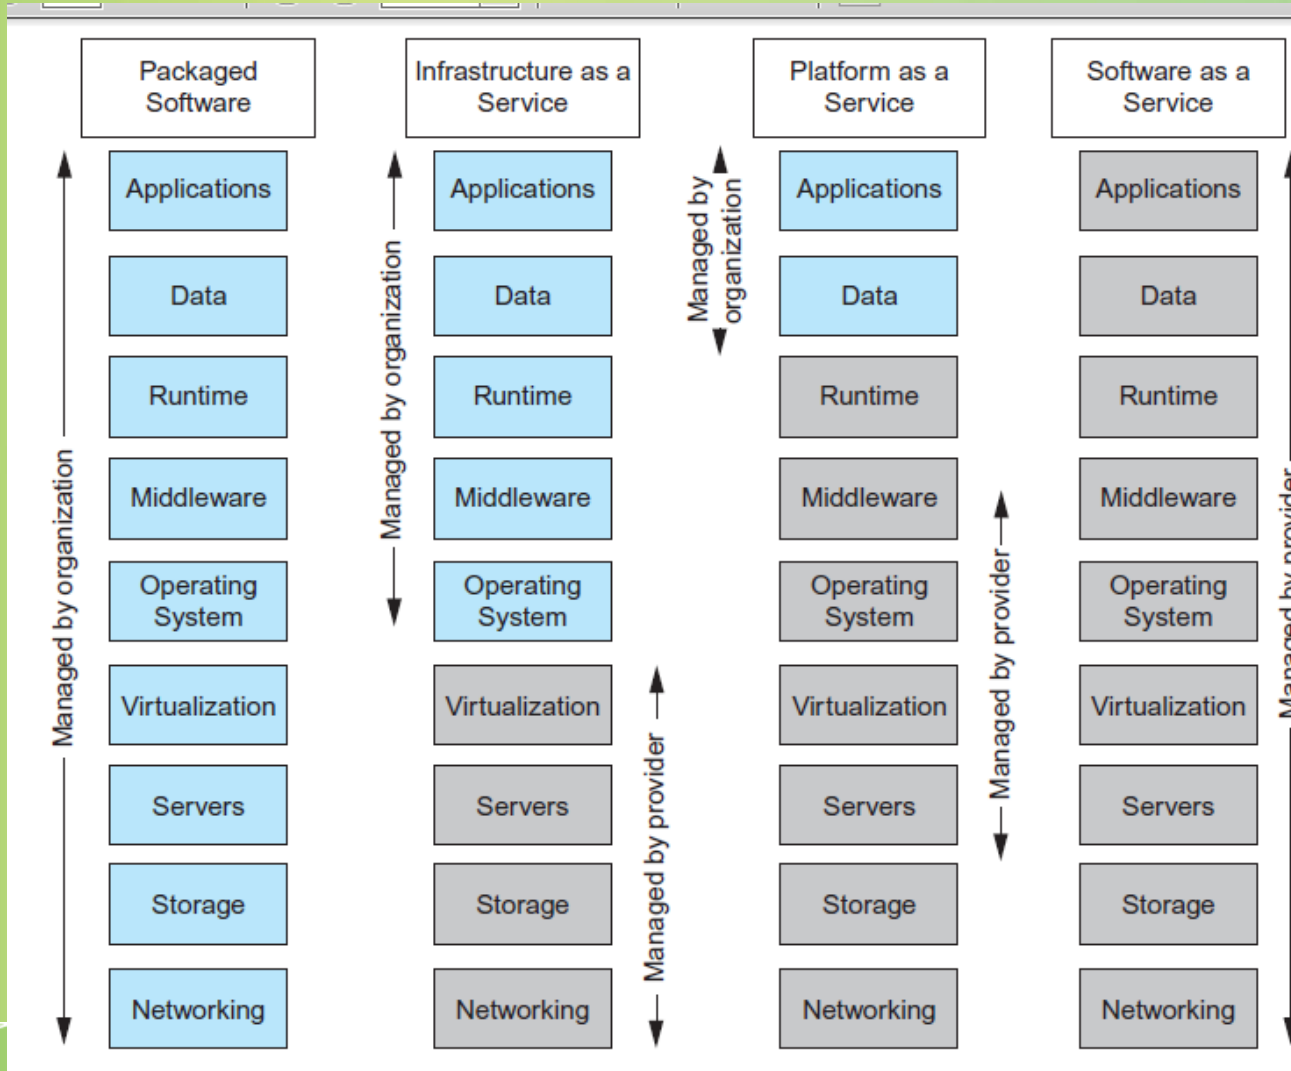 Packaged
Software
Infrastructure as a
Service
Platform as a
Service
Software as a
Service
Managed by organization
Applications
Data
Runtime
Middleware
Operating
System
Virtualization
Servers
Storage
Networking
Managed by organization
Applications
Data
Runtime
Middleware
Operating
System
Virtualization
Servers
Storage
Networking
Managed by provider
Managed by
organization
Applications
Data
Runtime
Middleware
Operating
System
Virtualization
Servers
Storage
Networking
Managed by provider
Applications
Data
Runtime
Middleware
Operating
System
Virtualization
Servers
Storage
Networking
Managed by provider